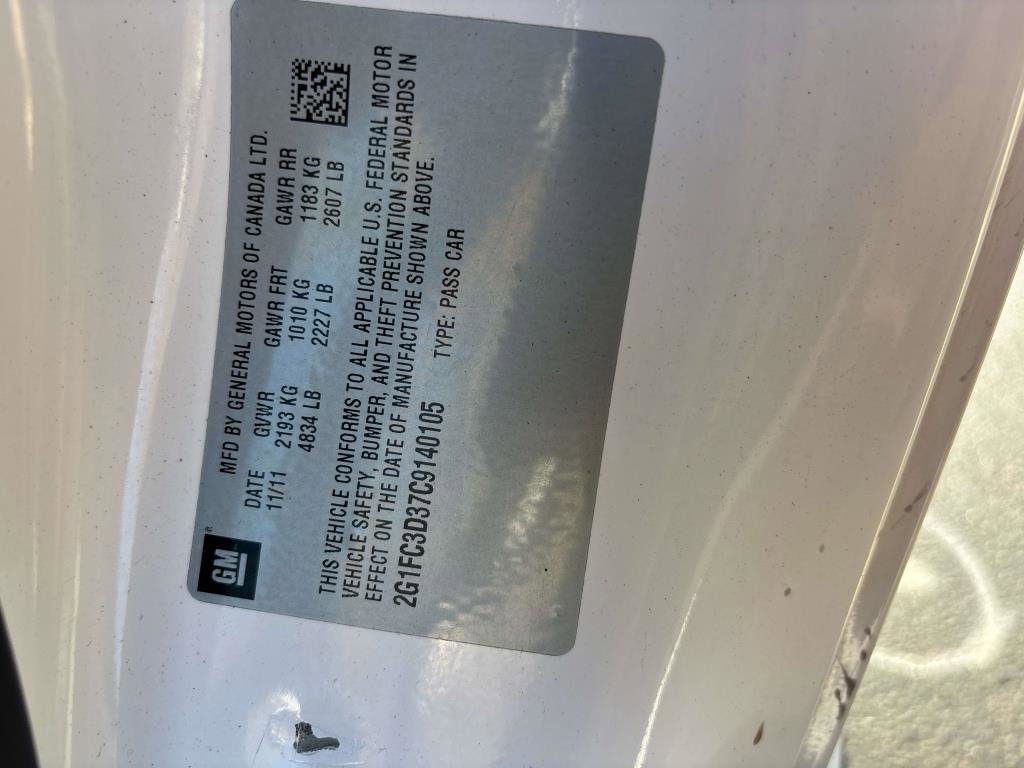 GM
MFD BY GENERAL MOTORS OF CANADA LTD.
DATE GVWR GAWR FRT GAWR RR
11/11 2193 KG 1010 KG 1183 KG
4834 LB 2227 LB 2607 LB
THIS VEHICLE CONFORMS TO ALL APPLICABLE U.S. FEDERAL MOTOR
VEHICLE SAFETY, BUMPER, AND THEFT PREVENTION STANDARDS IN
EFFECT ON THE DATE OF MANUFACTURE SHOWN ABOVE.
2G1FC3D37C9140105 TYPE: PASS CAR